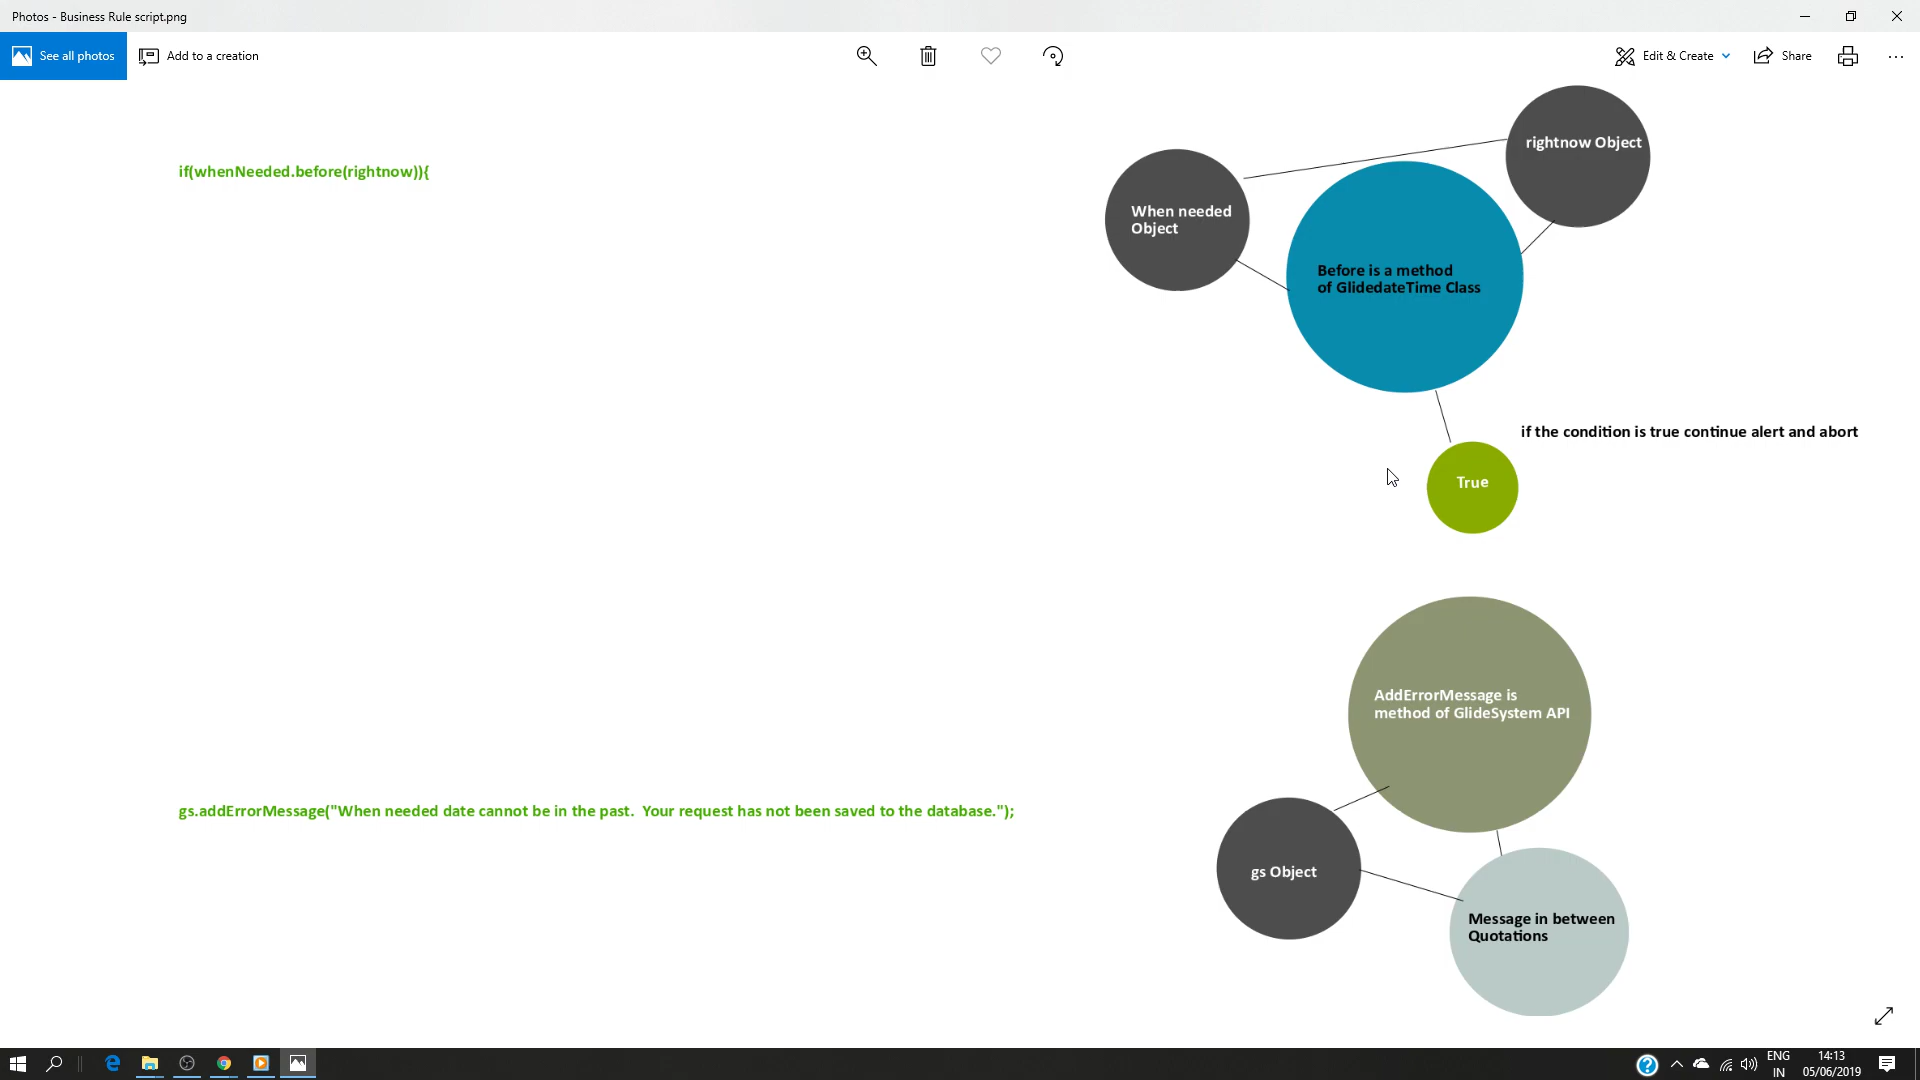 Photos - Business Rule script.png
See all photos
Add to a creation
Edit & Create
Share
rightnow Object
if(whenNeeded.before(rightnow)){
When needed
Object
Before is a method
of GlidedateTime Class
if the condition is true continue alert and abort
True
AddErrorMessage is
method of GlideSystem API
gs.addErrorMessage("When needed date cannot be in the past.  Your request has not been saved to the database.");
gs Object
Message in between
Quotations
ENG
IN
14:13
05/06/2019